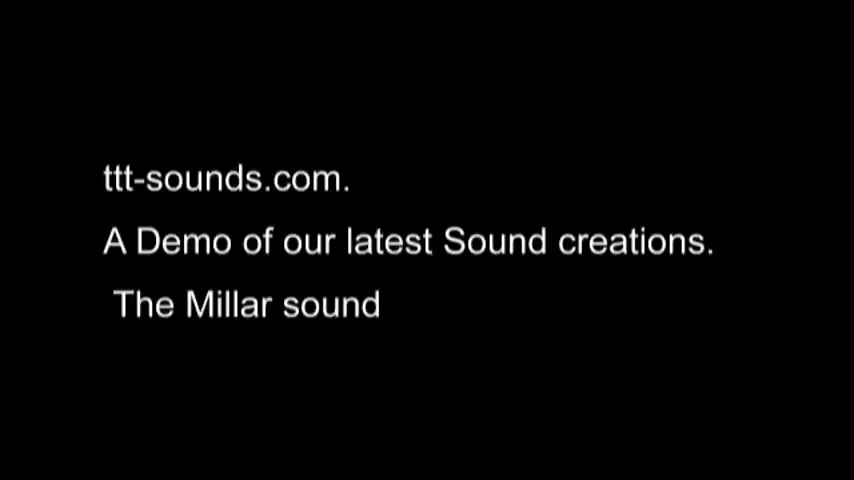 ttt-sounds.com.
A Demo of our latest Sound creations.
The Millar sound